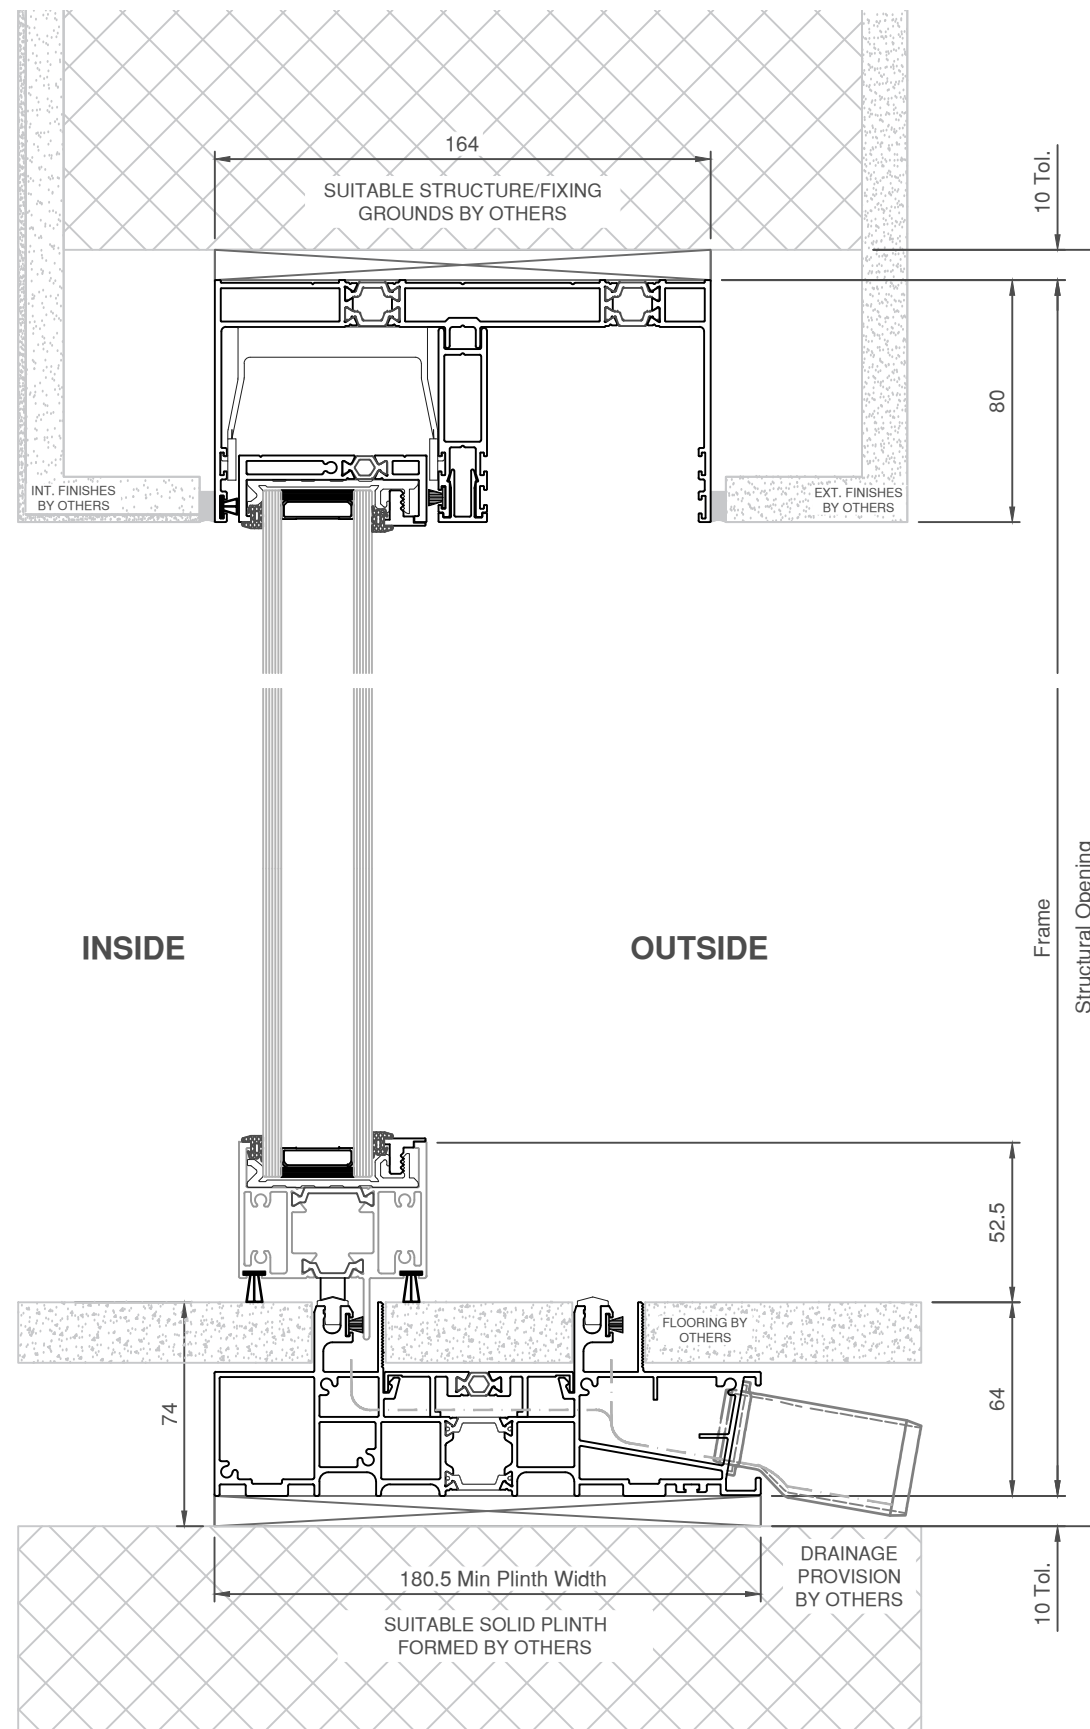 164
SUITABLE STRUCTURE/FIXING
GROUNDS BY OTHERS
10 Tol.
80
INT. FINISHES
BY OTHERS
EXT. FINISHES
BY OTHERS
INSIDE
OUTSIDE
Frame
Structural Opening
52.5
FLOORING BY
OTHERS
74
64
180.5 Min Plinth Width
DRAINAGE
PROVISION
BY OTHERS
SUITABLE SOLID PLINTH
FORMED BY OTHERS
10 Tol.